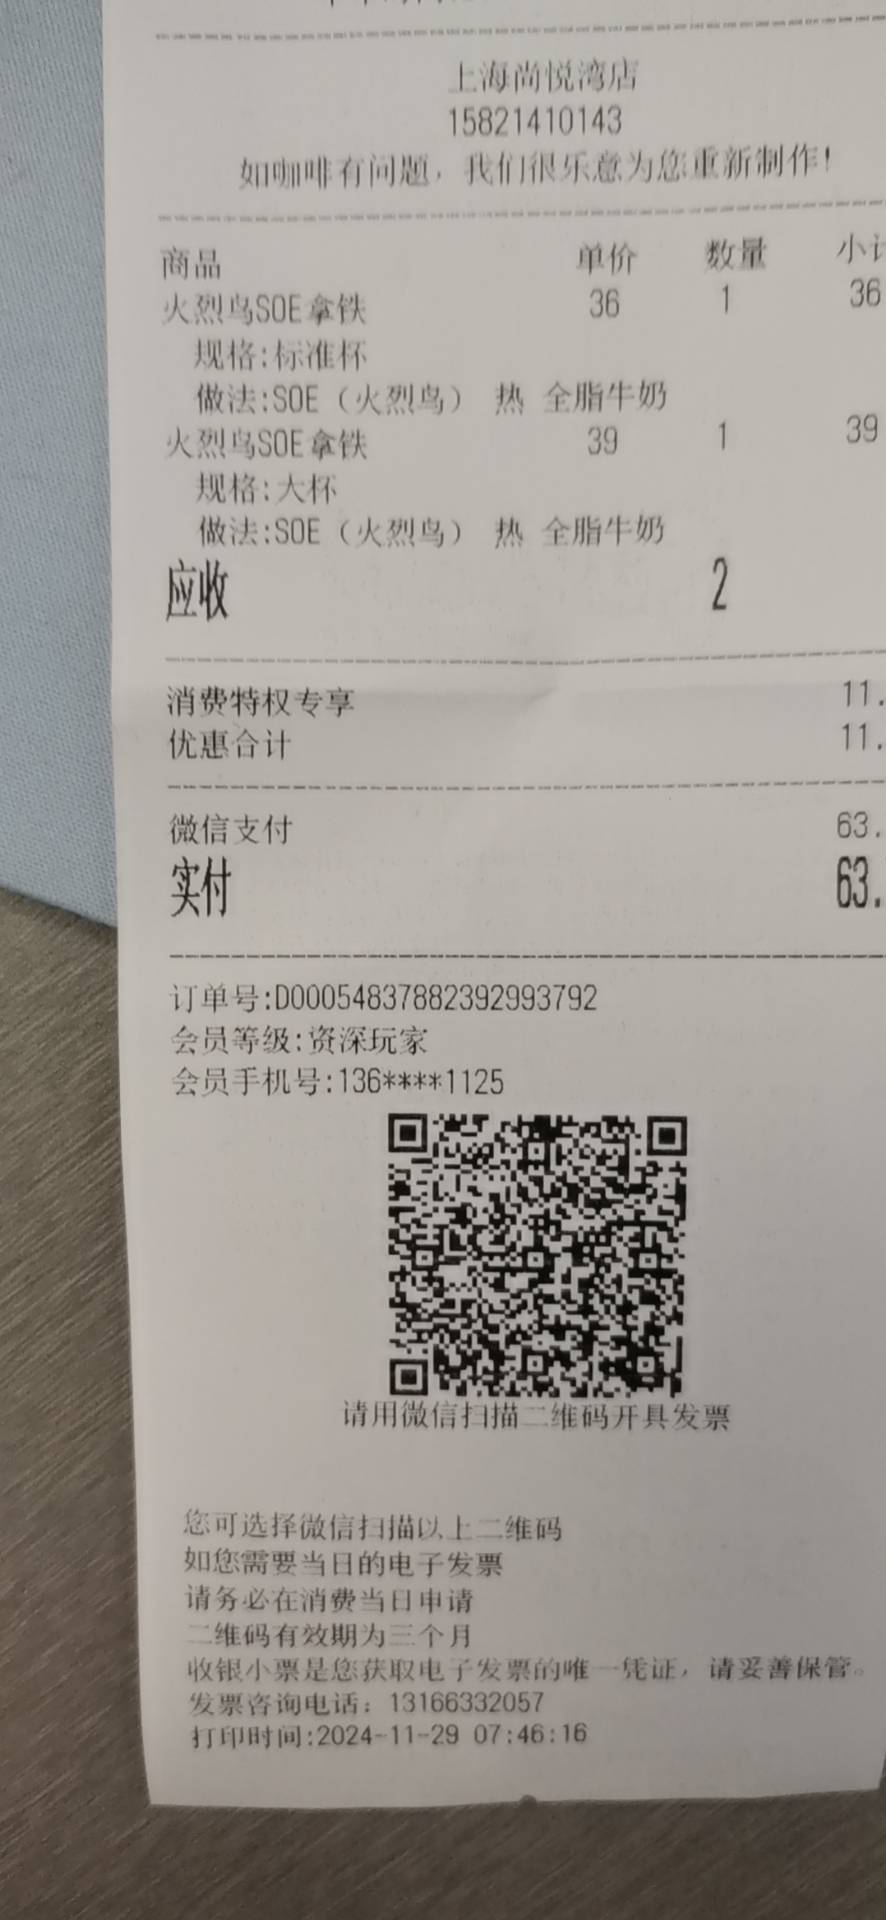 上海尚悦湾店
15821410143
如咖啡有问题，我们很乐意为您重新制作!
商品 单价 数量 小计
火烈鸟SOE拿铁 36 1 36
规格:标准杯
做法:SOE（火烈鸟） 热 全脂牛奶
火烈鸟SOE拿铁 39 1 39
规格:大杯
做法:SOE（火烈鸟） 热 全脂牛奶
应收 2
消费特权专享 11.
优惠合计 11.
微信支付 63.
实付 63.
订单号:D00054837882392993792
会员等级:资深玩家
会员手机号:136****1125
请用微信扫描二维码开具发票
您可选择微信扫描以上二维码
如您需要当日的电子发票
请务必在消费当日申请
二维码有效期为三个月
收银小票是您获取电子发票的唯一凭证，请妥善保管。
发票咨询电话：13166332057
打印时间:2024-11-29 07:46:16